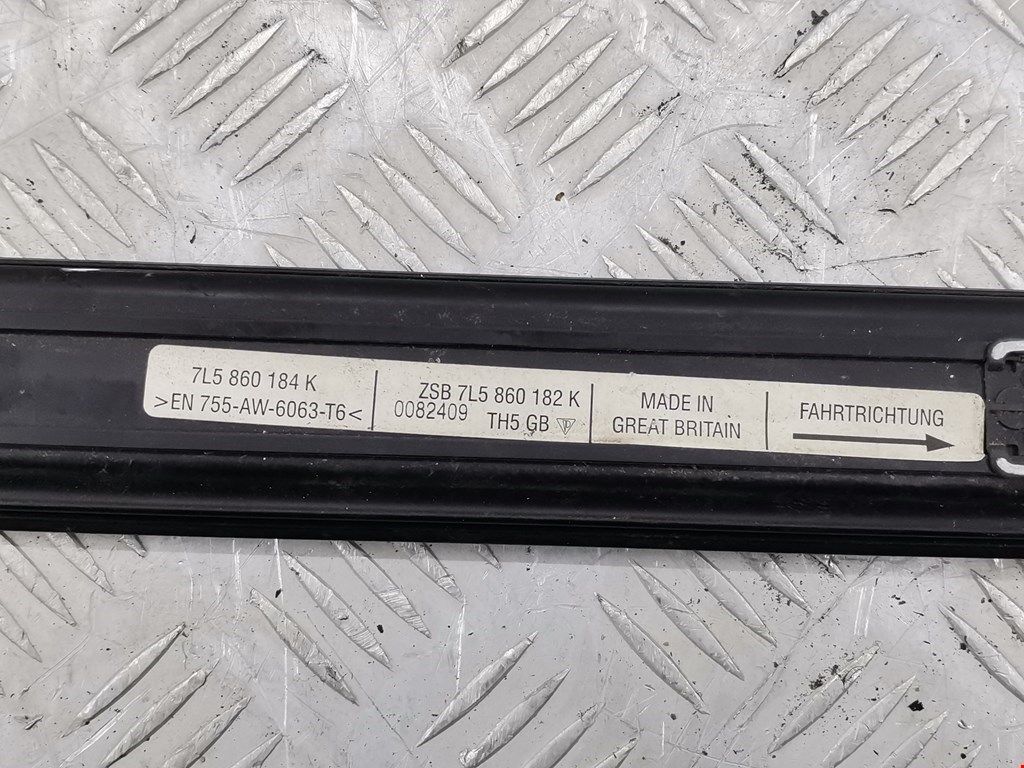 7L5 860 184 K
>EN 755-AW-6063-T6<
ZSB 7L5 860 182 K
0082409 TH5 GB
MADE IN
GREAT BRITAIN
FAHRTRICHTUNG